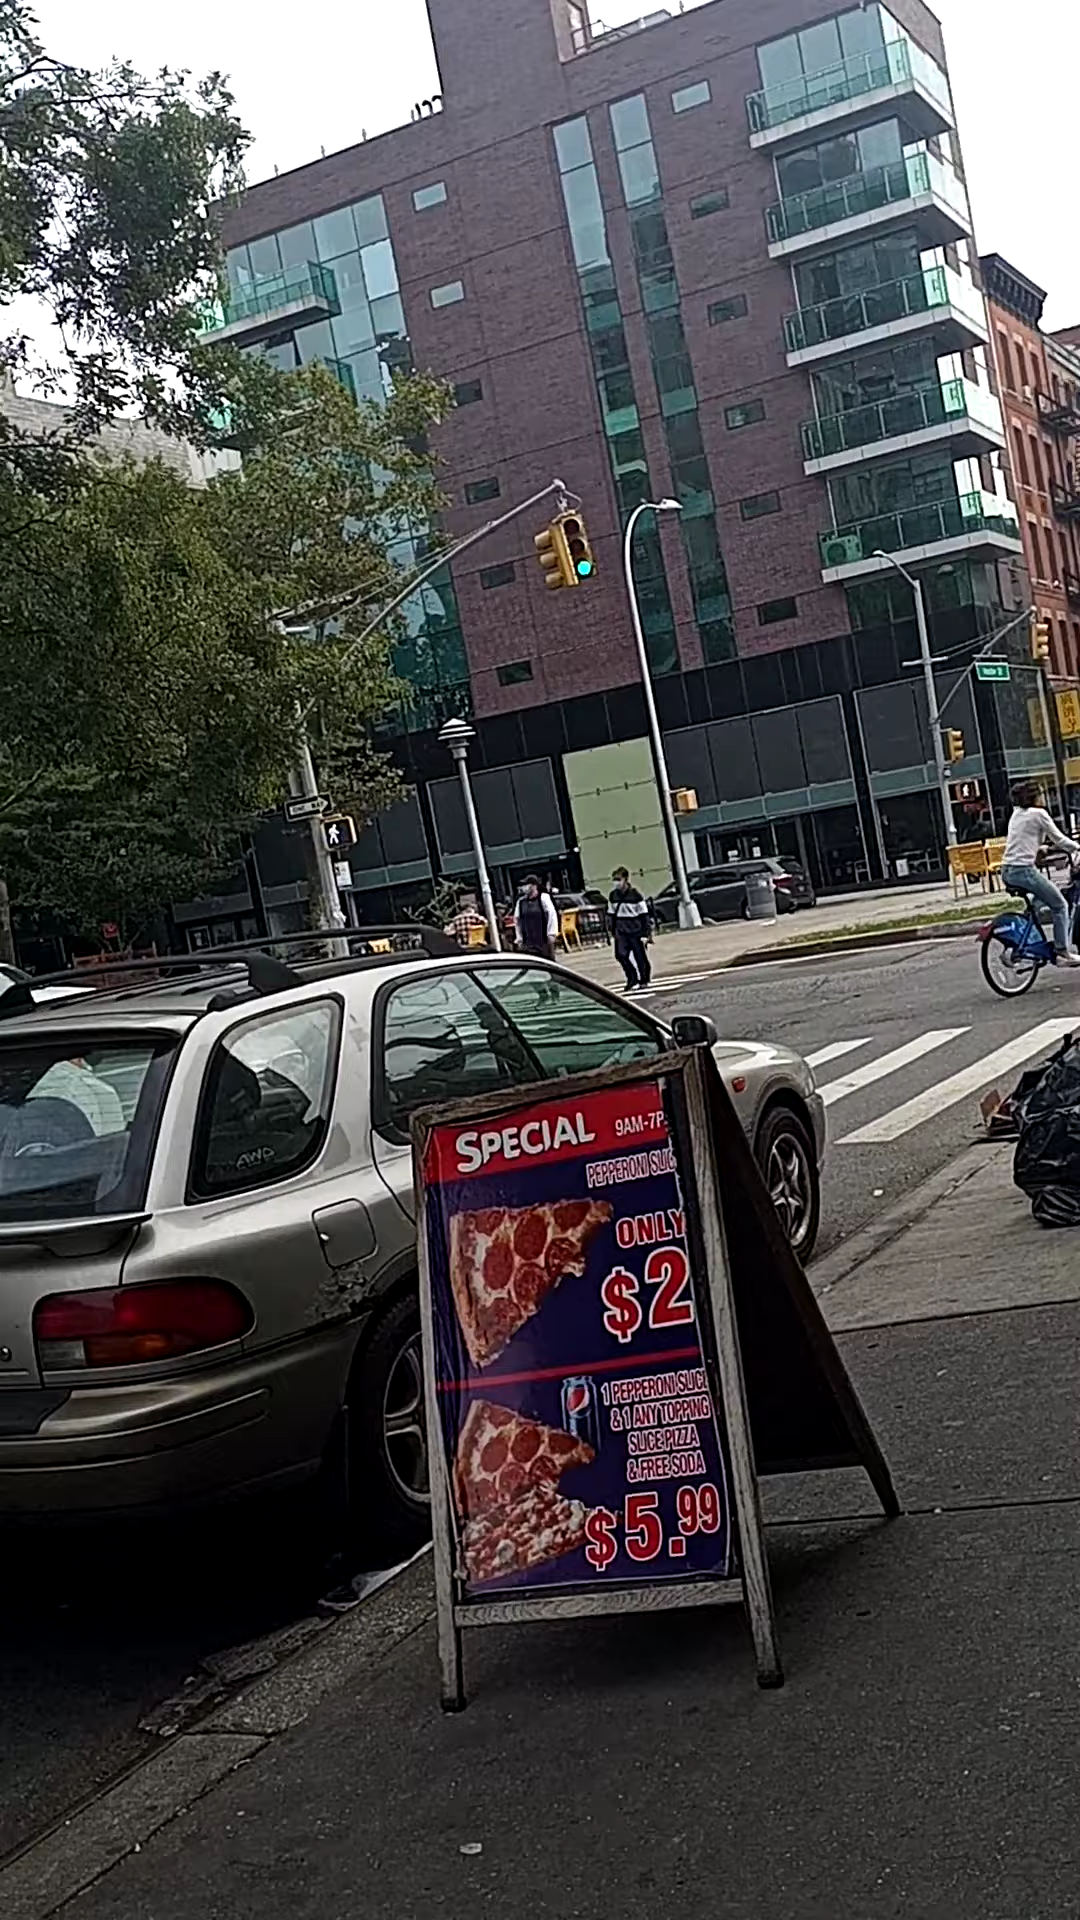 SPECIAL 9AM-7P
PEPPERONI SLIC
ONLY
$2
1 PEPPERONI SLICE
& 1 ANY TOPPING
SLICE PIZZA
& FREE SODA
$5.99
AWD